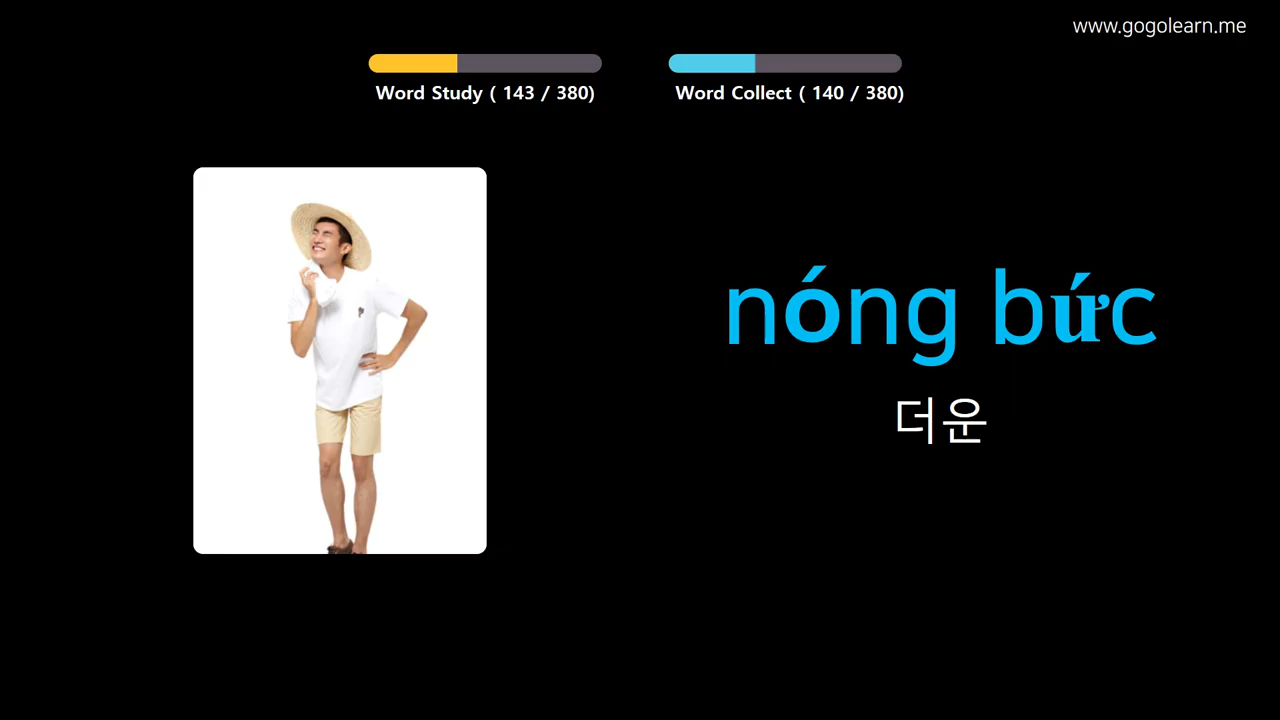 www.gogolearn.me
Word Study ( 143 / 380)
Word Collect ( 140 / 380)
nóng bức
더운